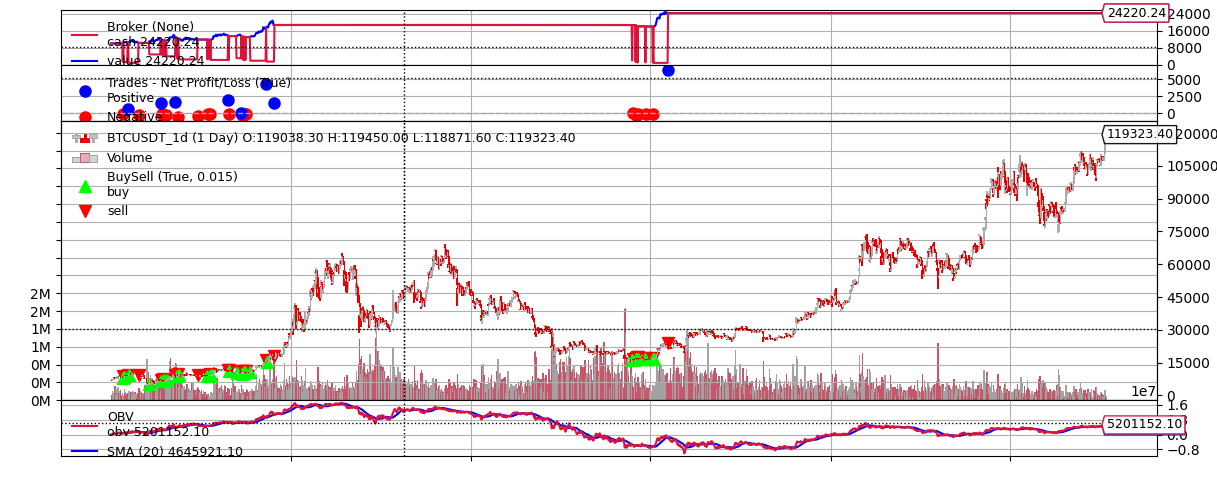 Broker (None)
cash 24220.24
value 24220.24
24220.24
24000
16000
8000
0
Trades - Net Profit/Loss (True)
Positive
Negative
5000
2500
0
BTCUSDT_1d (1 Day) O:119038.30 H:119450.00 L:118871.60 C:119323.40
Volume
BuySell (True, 0.015)
buy
sell
119323.40
105000
90000
75000
60000
45000
30000
15000
0
2M
2M
1M
1M
0M
0M
0M
1e7
OBV
obv 5201152.10
SMA (20) 4645921.10
1.6
5201152.10
0.0
−0.8